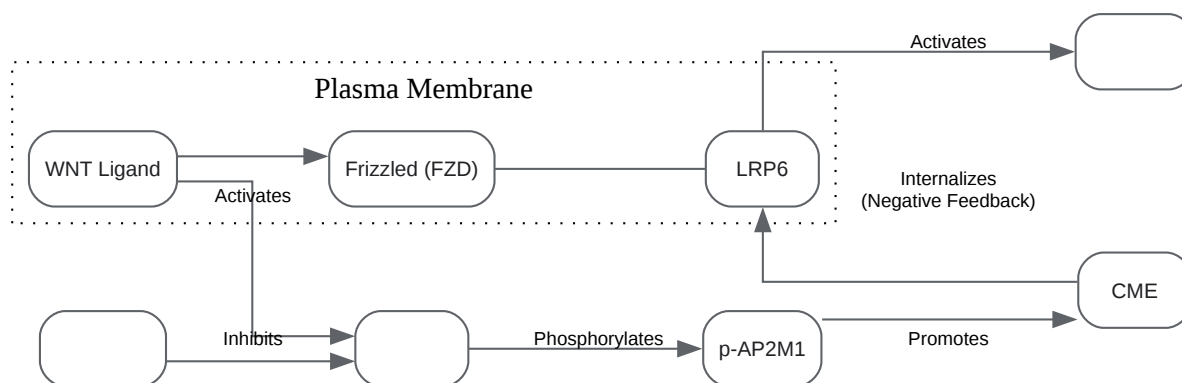 Activates
Plasma Membrane
WNT Ligand
Frizzled (FZD)
LRP6
Activates
Internalizes
(Negative Feedback)
CME
Inhibits
Phosphorylates
p-AP2M1
Promotes